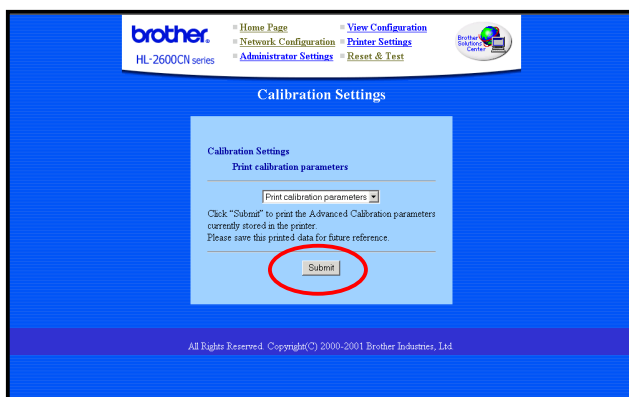 brother.
HL-2600CN series
Home Page
View Configuration
Network Configuration
Printer Settings
Administrator Settings
Reset & Test
Brother
Solutions
Center
Calibration Settings
Calibration Settings
Print calibration parameters
Print calibration parameters
Click "Submit" to print the Advanced Calibration parameters
currently stored in the printer.
Please save this printed data for future reference.
Submit
All Rights Reserved. Copyright(C) 2000-2001 Brother Industries, Ltd.